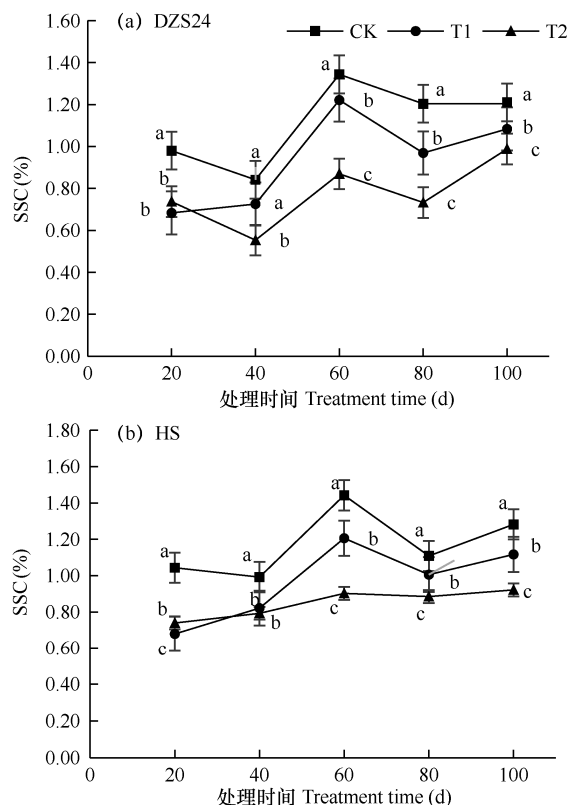 (a) DZS24
CK T1 T2
1.60
1.40
1.20
1.00
0.80
0.60
0.40
0.20
0.00
SSC (%)
a
b
b
a
a
b
a
b
c
a
b
c
a
b
c
0 20 40 60 80 100
处理时间 Treatment time (d)
(b) HS
1.80
1.60
1.40
1.20
1.00
0.80
0.60
0.40
0.20
0.00
SSC (%)
a
b
c
a
b
b
a
b
c
a
b
c
a
b
c
0 20 40 60 80 100
处理时间 Treatment time (d)